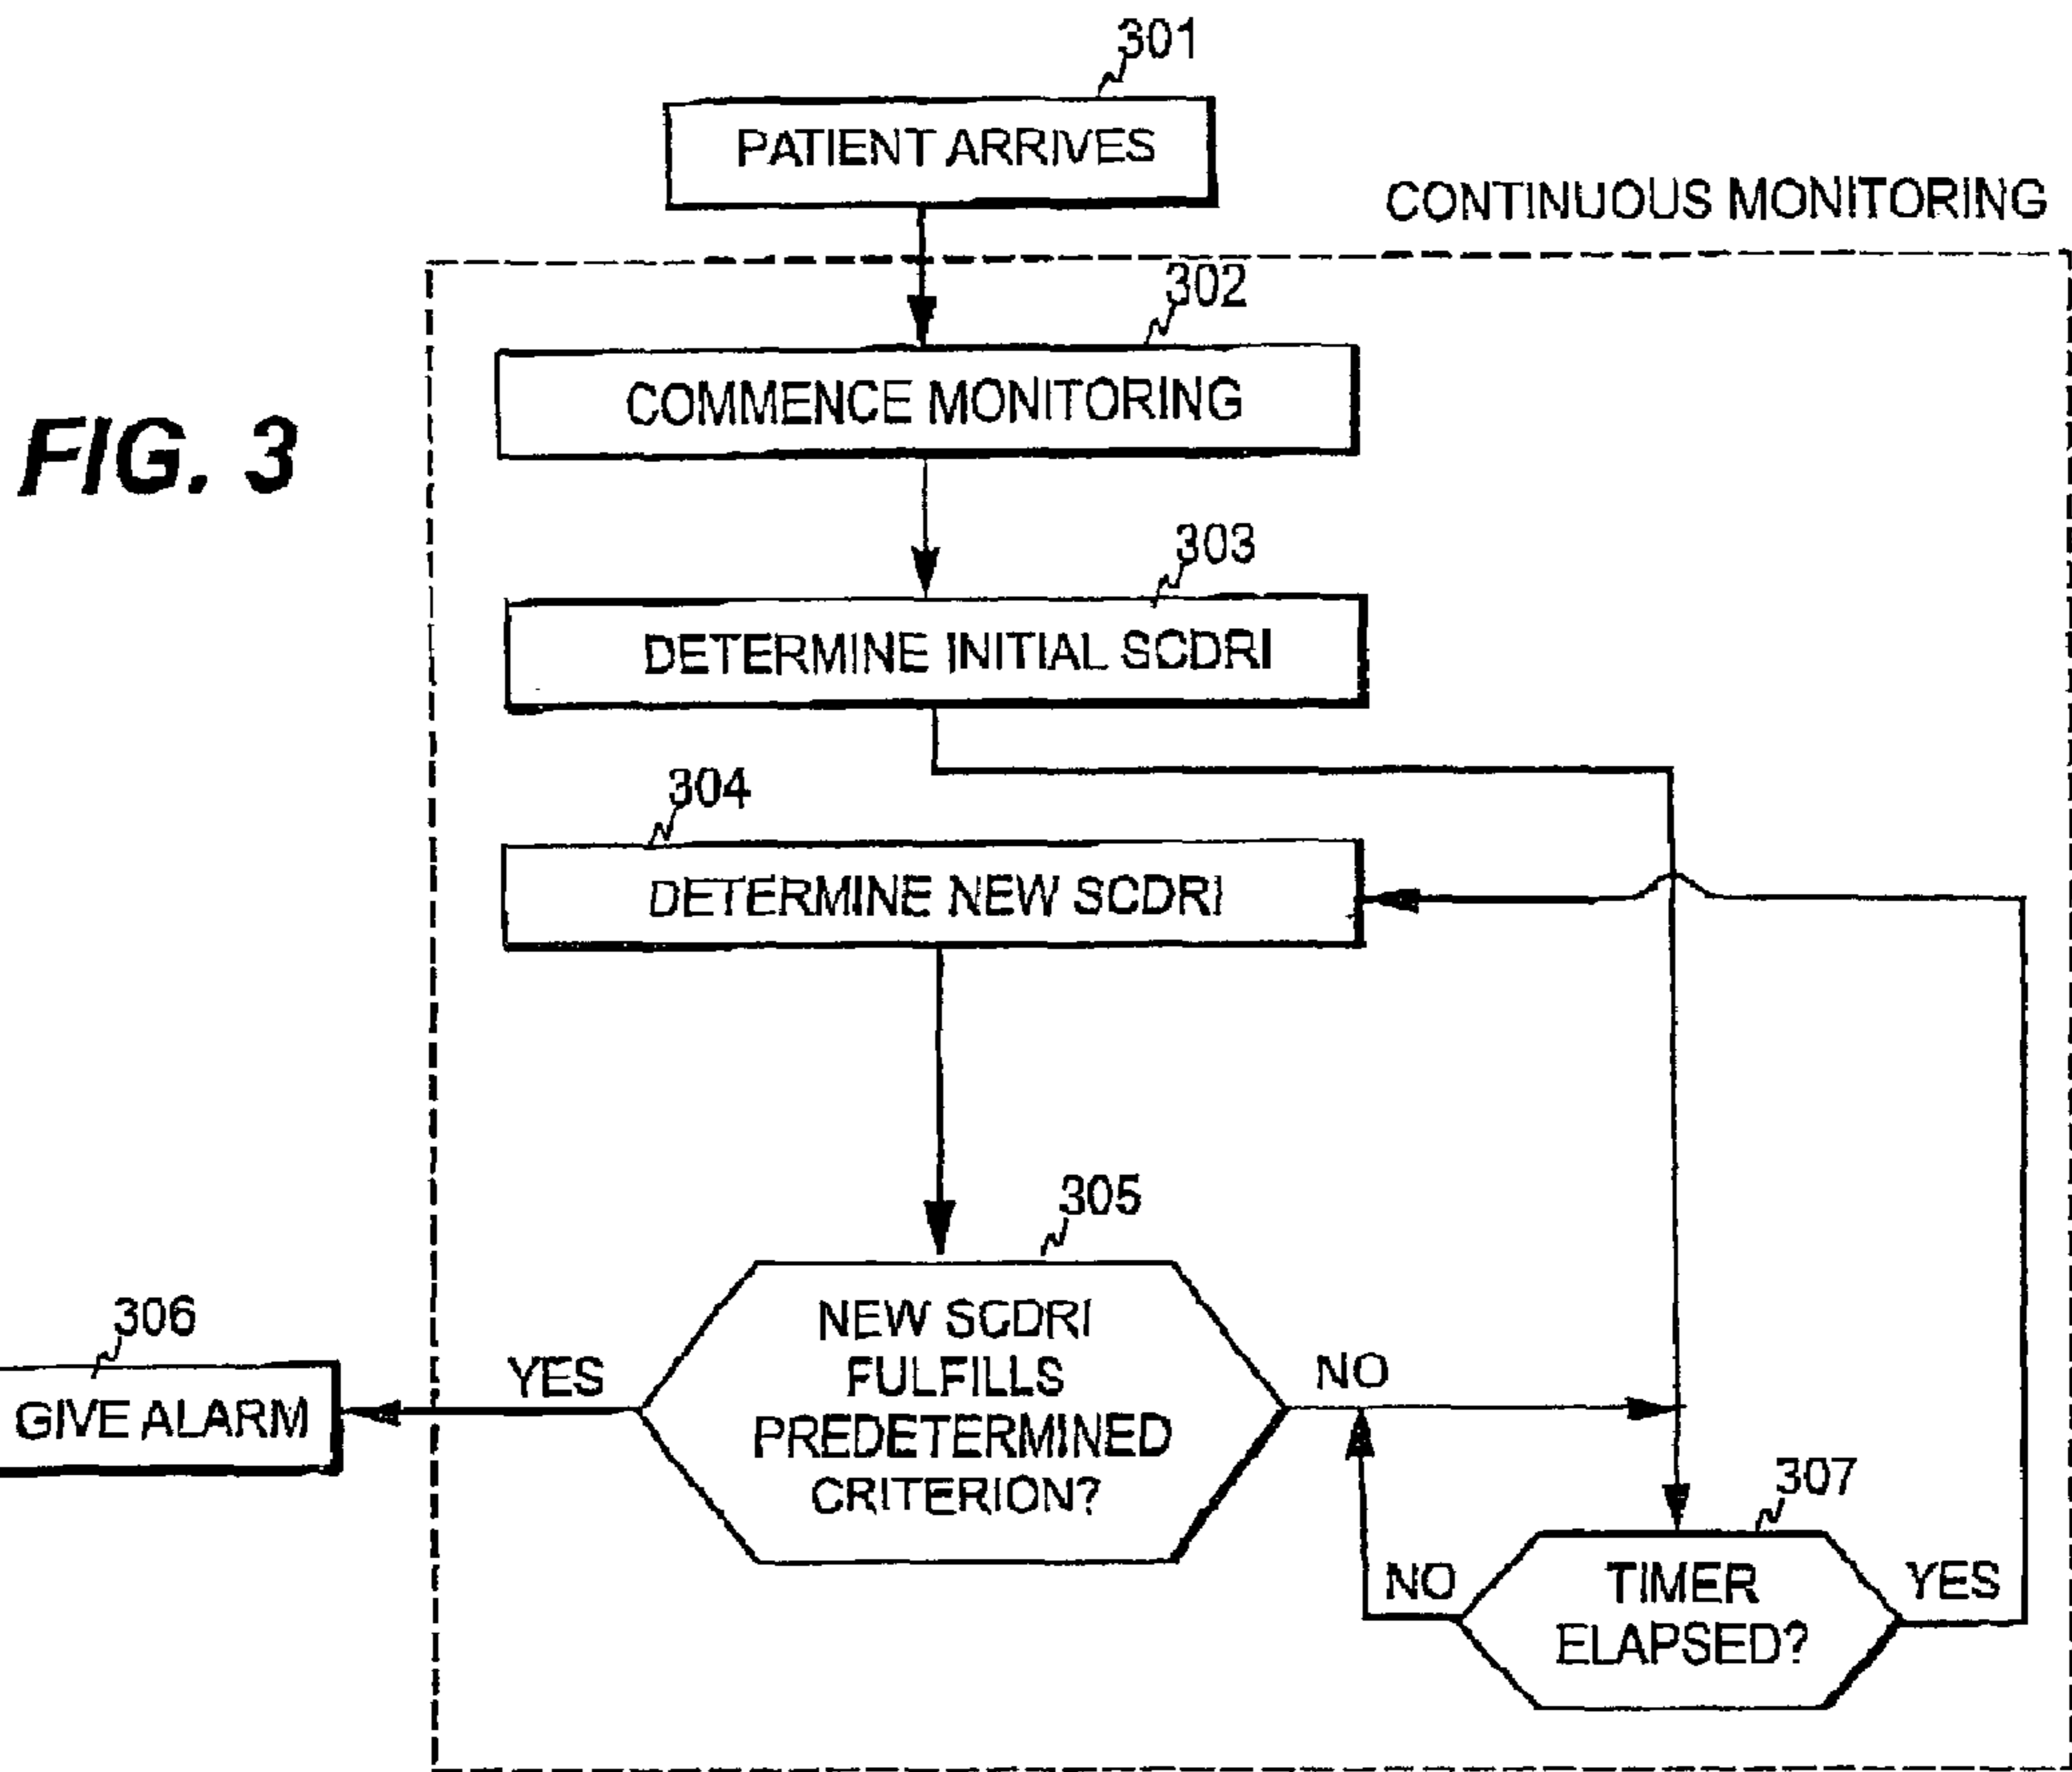 301
PATIENT ARRIVES
CONTINUOUS MONITORING
302
COMMENCE MONITORING
FIG. 3
303
DETERMINE INITIAL SCDRI
304
DETERMINE NEW SCDRI
305
NEW SCDRI
FULFILLS
PREDETERMINED
CRITERION?
306
GIVE ALARM
YES
NO
307
TIMER
ELAPSED?
NO
YES